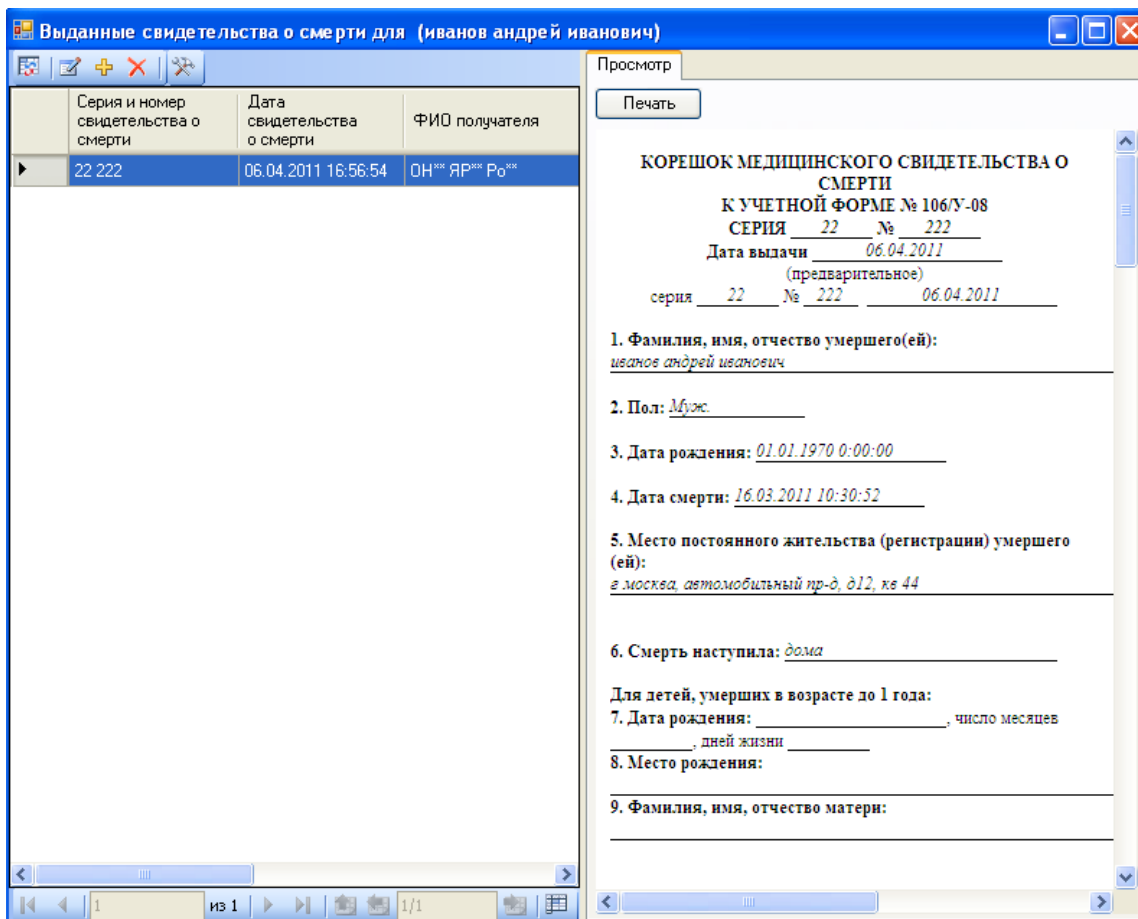 Выданные свидетельства о смерти для (иванов андрей иванович)
Серия и номер
свидетельства о
смерти
Дата
свидетельства
о смерти
ФИО получателя
22 222
06.04.2011 16:56:54
ОН** ЯР** Ро**
1
из 1
1/1
Просмотр
Печать
КОРЕШОК МЕДИЦИНСКОГО СВИДЕТЕЛЬСТВА О
СМЕРТИ
К УЧЕТНОЙ ФОРМЕ № 106/У-08
СЕРИЯ 22 № 222
Дата выдачи 06.04.2011
(предварительное)
серия 22 № 222 06.04.2011
1. Фамилия, имя, отчество умершего(ей):
иванов андрей иванович
2. Пол: Муж.
3. Дата рождения: 01.01.1970 0:00:00
4. Дата смерти: 16.03.2011 10:30:52
5. Место постоянного жительства (регистрации) умершего
(ей):
г москва, автомобильный пр-д, д12, кв 44
6. Смерть наступила: дома
Для детей, умерших в возрасте до 1 года:
7. Дата рождения: , число месяцев
, дней жизни
8. Место рождения:
9. Фамилия, имя, отчество матери: